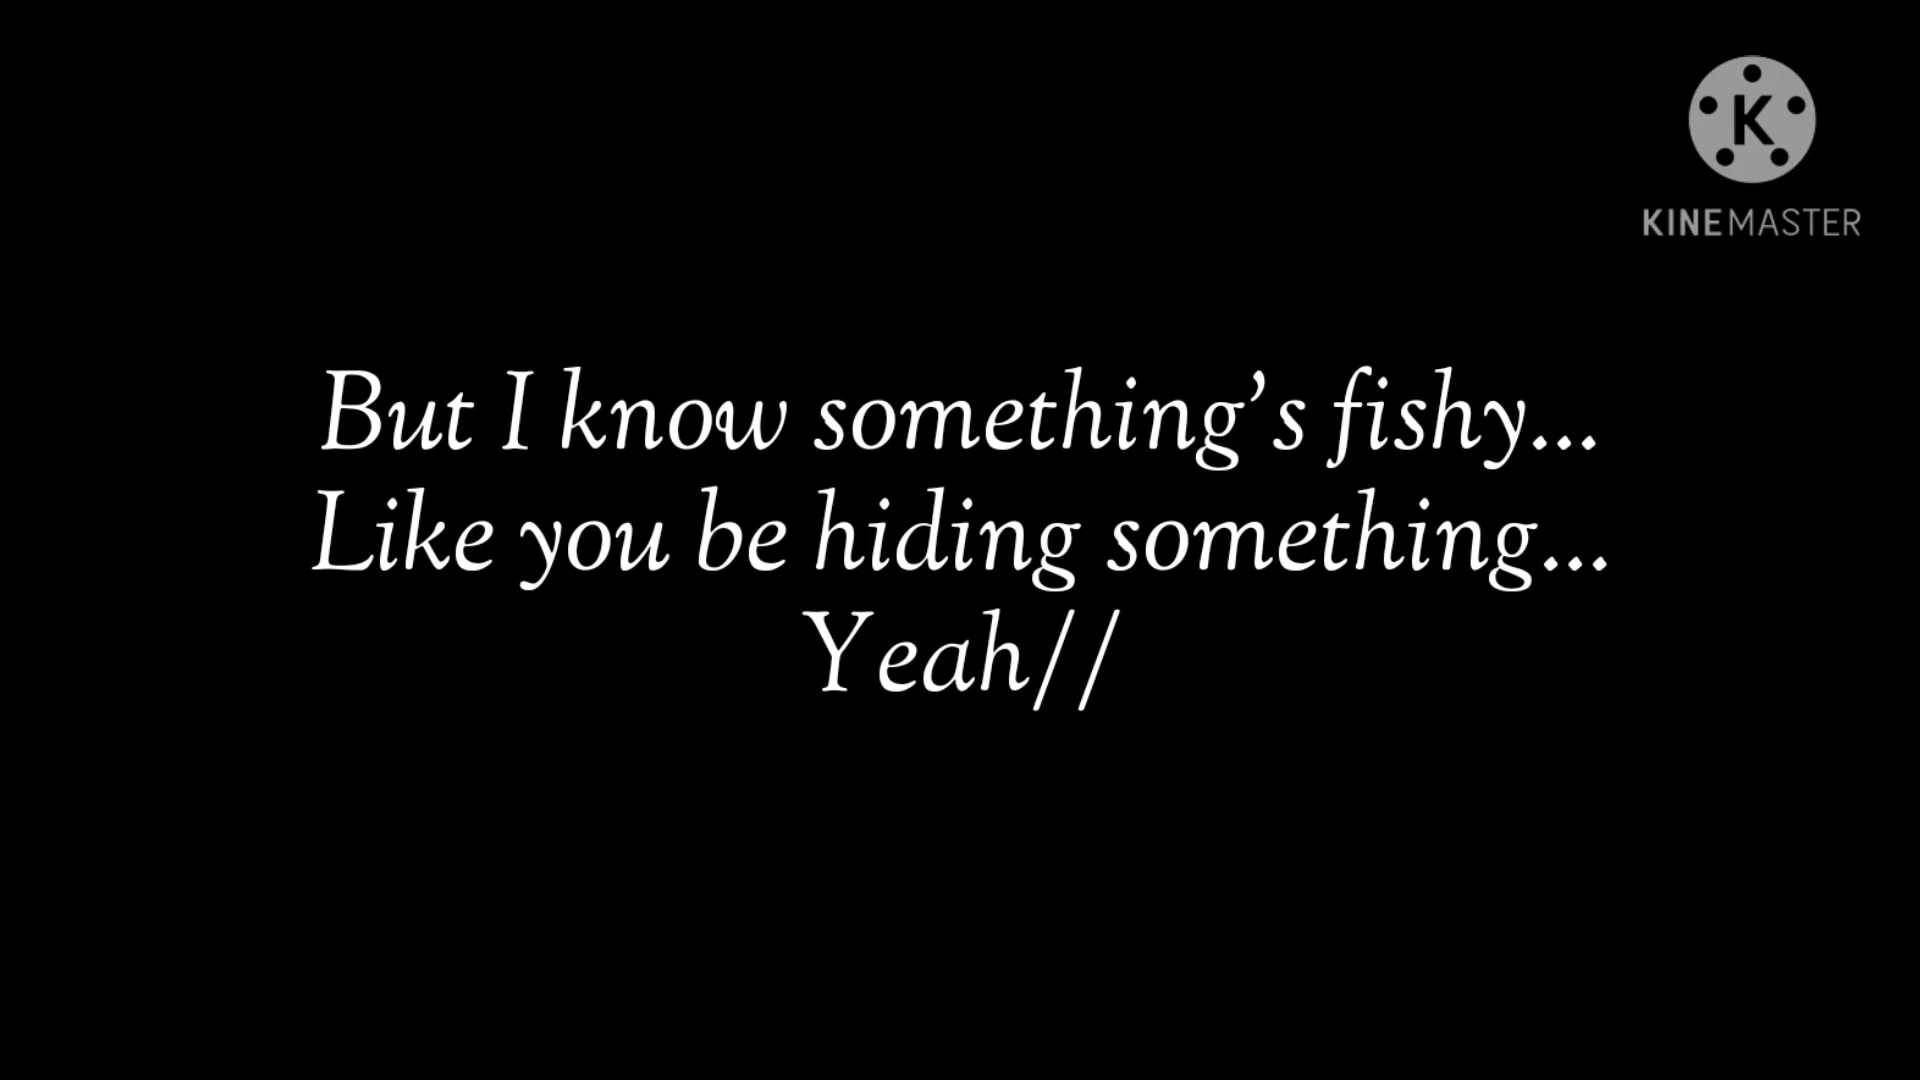 K
KINEMASTER
But I know something's fishy...
Like you be hiding something...
Yeah//